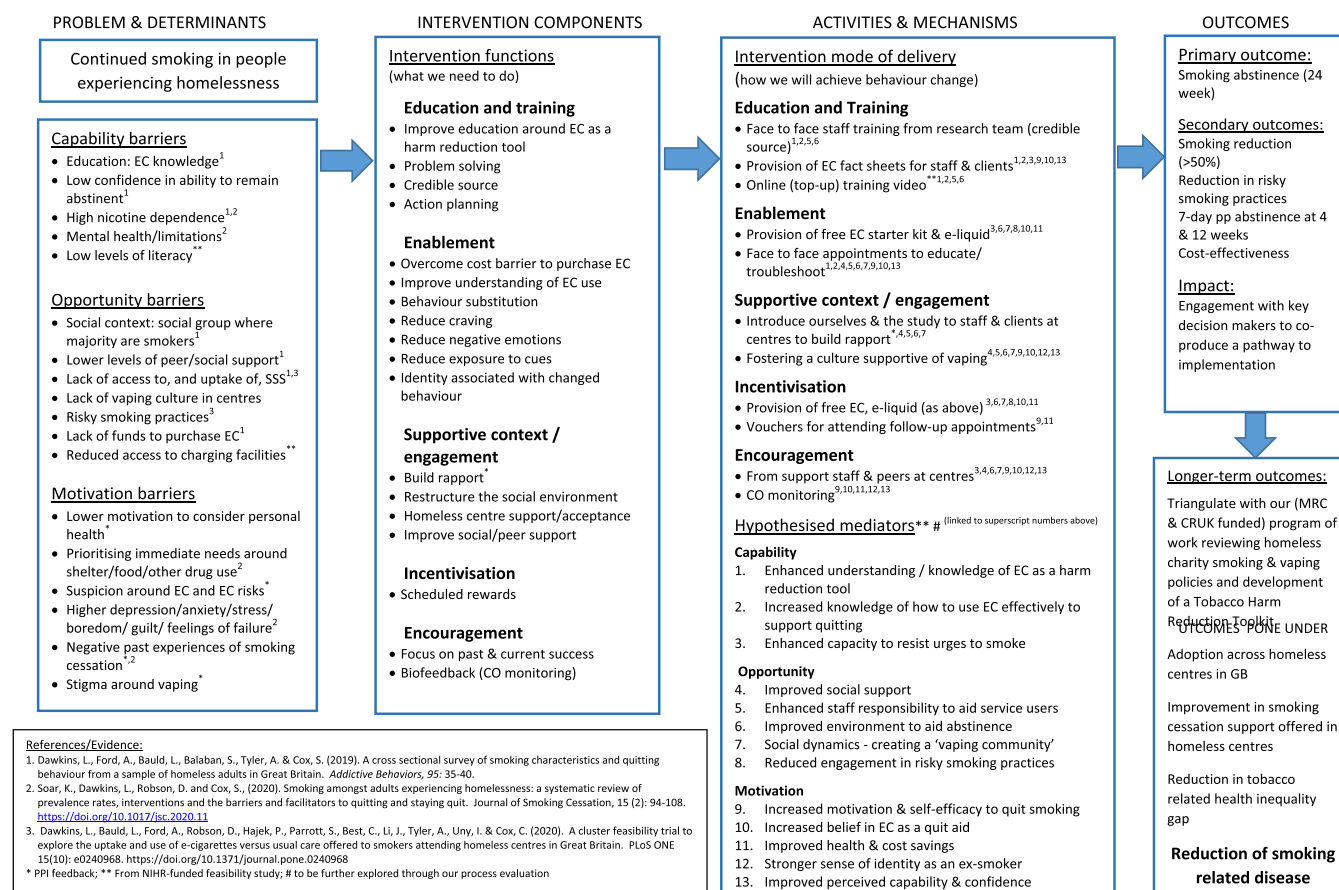 PROBLEM & DETERMINANTS
Continued smoking in people
experiencing homelessness
Capability barriers
• Education: EC knowledge1
• Low confidence in ability to remain
abstinent1
• High nicotine dependence1,2
• Mental health/limitations2
• Low levels of literacy**
Opportunity barriers
• Social context: social group where
majority are smokers1
• Lower levels of peer/social support1
• Lack of access to, and uptake of, SSS1,3
• Lack of vaping culture in centres
• Risky smoking practices3
• Lack of funds to purchase EC1
• Reduced access to charging facilities**
Motivation barriers
• Lower motivation to consider personal
health*
• Prioritising immediate needs around
shelter/food/other drug use2
• Suspicion around EC and EC risks*
• Higher depression/anxiety/stress/
boredom/ guilt/ feelings of failure2
• Negative past experiences of smoking
cessation*,2
• Stigma around vaping*
INTERVENTION COMPONENTS
Intervention functions
(what we need to do)
Education and training
• Improve education around EC as a
harm reduction tool
• Problem solving
• Credible source
• Action planning
Enablement
• Overcome cost barrier to purchase EC
• Improve understanding of EC use
• Behaviour substitution
• Reduce craving
• Reduce negative emotions
• Reduce exposure to cues
• Identity associated with changed
behaviour
Supportive context /
engagement
• Build rapport*
• Restructure the social environment
• Homeless centre support/acceptance
• Improve social/peer support
Incentivisation
• Scheduled rewards
Encouragement
• Focus on past & current success
• Biofeedback (CO monitoring)
ACTIVITIES & MECHANISMS
Intervention mode of delivery
(how we will achieve behaviour change)
Education and Training
• Face to face staff training from research team (credible
source)1,2,5,6
• Provision of EC fact sheets for staff & clients1,2,3,9,10,13
• Online (top-up) training video**1,2,5,6
Enablement
• Provision of free EC starter kit & e-liquid3,6,7,8,10,11
• Face to face appointments to educate/
troubleshoot1,2,4,5,6,7,9,10,13
Supportive context / engagement
• Introduce ourselves & the study to staff & clients at
centres to build rapport*,4,5,6,7
• Fostering a culture supportive of vaping4,5,6,7,9,10,12,13
Incentivisation
• Provision of free EC, e-liquid (as above) 3,6,7,8,10,11
• Vouchers for attending follow-up appointments9,11
Encouragement
• From support staff & peers at centres3,4,6,7,9,10,12,13
• CO monitoring9,10,11,12,13
Hypothesised mediators** # (linked to superscript numbers above)
Capability
1. Enhanced understanding / knowledge of EC as a harm
reduction tool
2. Increased knowledge of how to use EC effectively to
support quitting
3. Enhanced capacity to resist urges to smoke
Opportunity
4. Improved social support
5. Enhanced staff responsibility to aid service users
6. Improved environment to aid abstinence
7. Social dynamics - creating a ‘vaping community’
8. Reduced engagement in risky smoking practices
Motivation
9. Increased motivation & self-efficacy to quit smoking
10. Increased belief in EC as a quit aid
11. Improved health & cost savings
12. Stronger sense of identity as an ex-smoker
13. Improved perceived capability & confidence
OUTCOMES
Primary outcome:
Smoking abstinence (24
week)
Secondary outcomes:
Smoking reduction
(>50%)
Reduction in risky
smoking practices
7-day pp abstinence at 4
& 12 weeks
Cost-effectiveness
Impact:
Engagement with key
decision makers to co-
produce a pathway to
implementation
Longer-term outcomes:
Triangulate with our (MRC
& CRUK funded) program of
work reviewing homeless
charity smoking & vaping
policies and development
of a Tobacco Harm
Reduction Toolkit
UTCOMES PONE UNDER
Adoption across homeless
centres in GB
Improvement in smoking
cessation support offered in
homeless centres
Reduction in tobacco
related health inequality
gap
Reduction of smoking
related disease
References/Evidence:
1. Dawkins, L., Ford, A., Bauld, L., Balaban, S., Tyler, A. & Cox, S. (2019). A cross sectional survey of smoking characteristics and quitting
behaviour from a sample of homeless adults in Great Britain. Addictive Behaviors, 95: 35-40.
2. Soar, K., Dawkins, L., Robson, D. and Cox, S., (2020). Smoking amongst adults experiencing homelessness: a systematic review of
prevalence rates, interventions and the barriers and facilitators to quitting and staying quit. Journal of Smoking Cessation, 15 (2): 94-108.
https://doi.org/10.1017/jsc.2020.11
3. Dawkins, L., Bauld, L., Ford, A., Robson, D., Hajek, P., Parrott, S., Best, C., Li, J., Tyler, A., Uny, I. & Cox, C. (2020). A cluster feasibility trial to
explore the uptake and use of e-cigarettes versus usual care offered to smokers attending homeless centres in Great Britain. PLoS ONE
15(10): e0240968. https://doi.org/10.1371/journal.pone.0240968
* PPI feedback; ** From NIHR-funded feasibility study; # to be further explored through our process evaluation